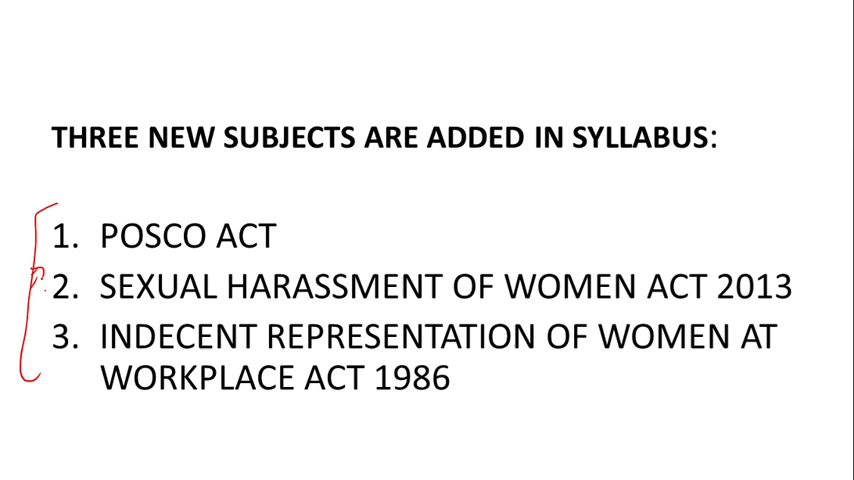 THREE NEW SUBJECTS ARE ADDED IN SYLLABUS:
1. POSCO ACT
2. SEXUAL HARASSMENT OF WOMEN ACT 2013
3. INDECENT REPRESENTATION OF WOMEN AT
WORKPLACE ACT 1986